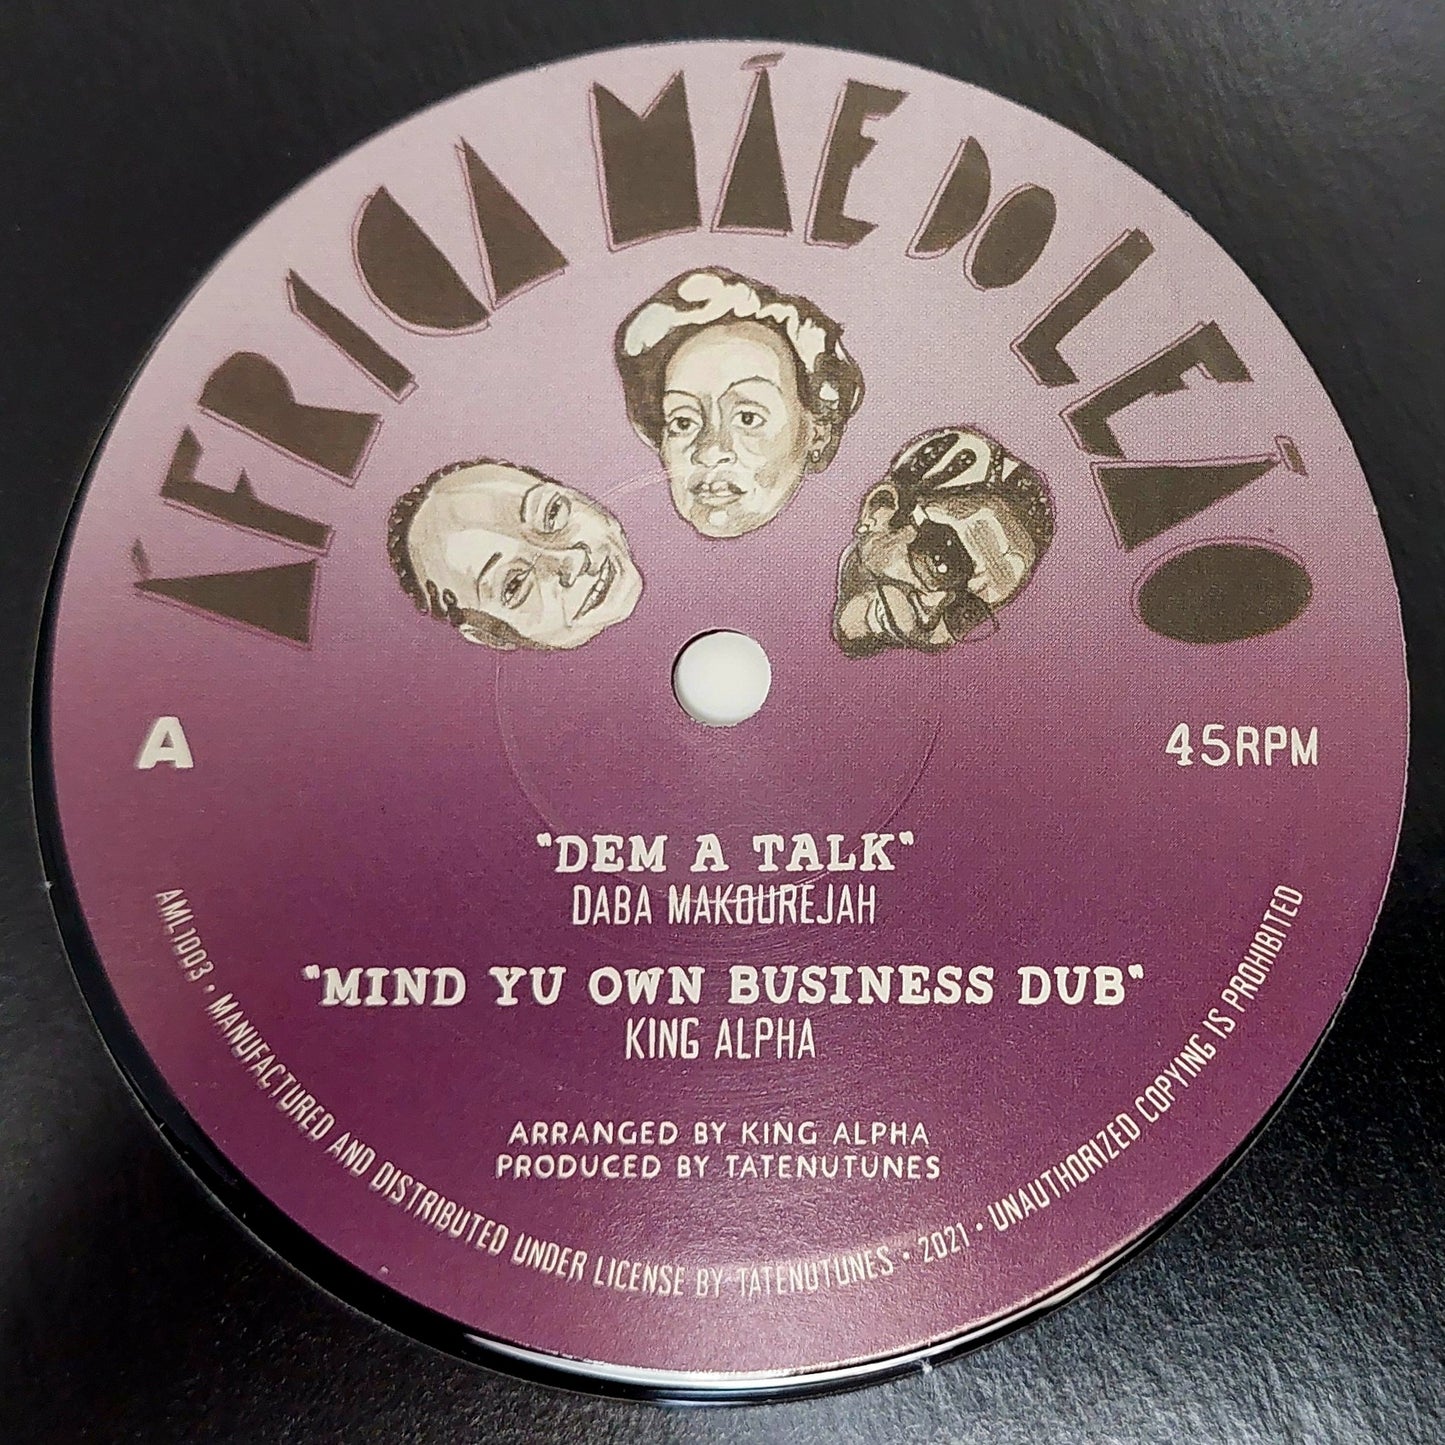 ÁFRICA MÃE DO LEÃO
A
45RPM
"DEM A TALK"
DABA MAKOUREJAH
"MIND YU OWN BUSINESS DUB"
KING ALPHA
ARRANGED BY KING ALPHA
PRODUCED BY TATENUTUNES
AML1003 • MANUFACTURED AND DISTRIBUTED UNDER LICENSE BY TATENUTUNES • 2021 • UNAUTHORIZED COPYING IS PROHIBITED